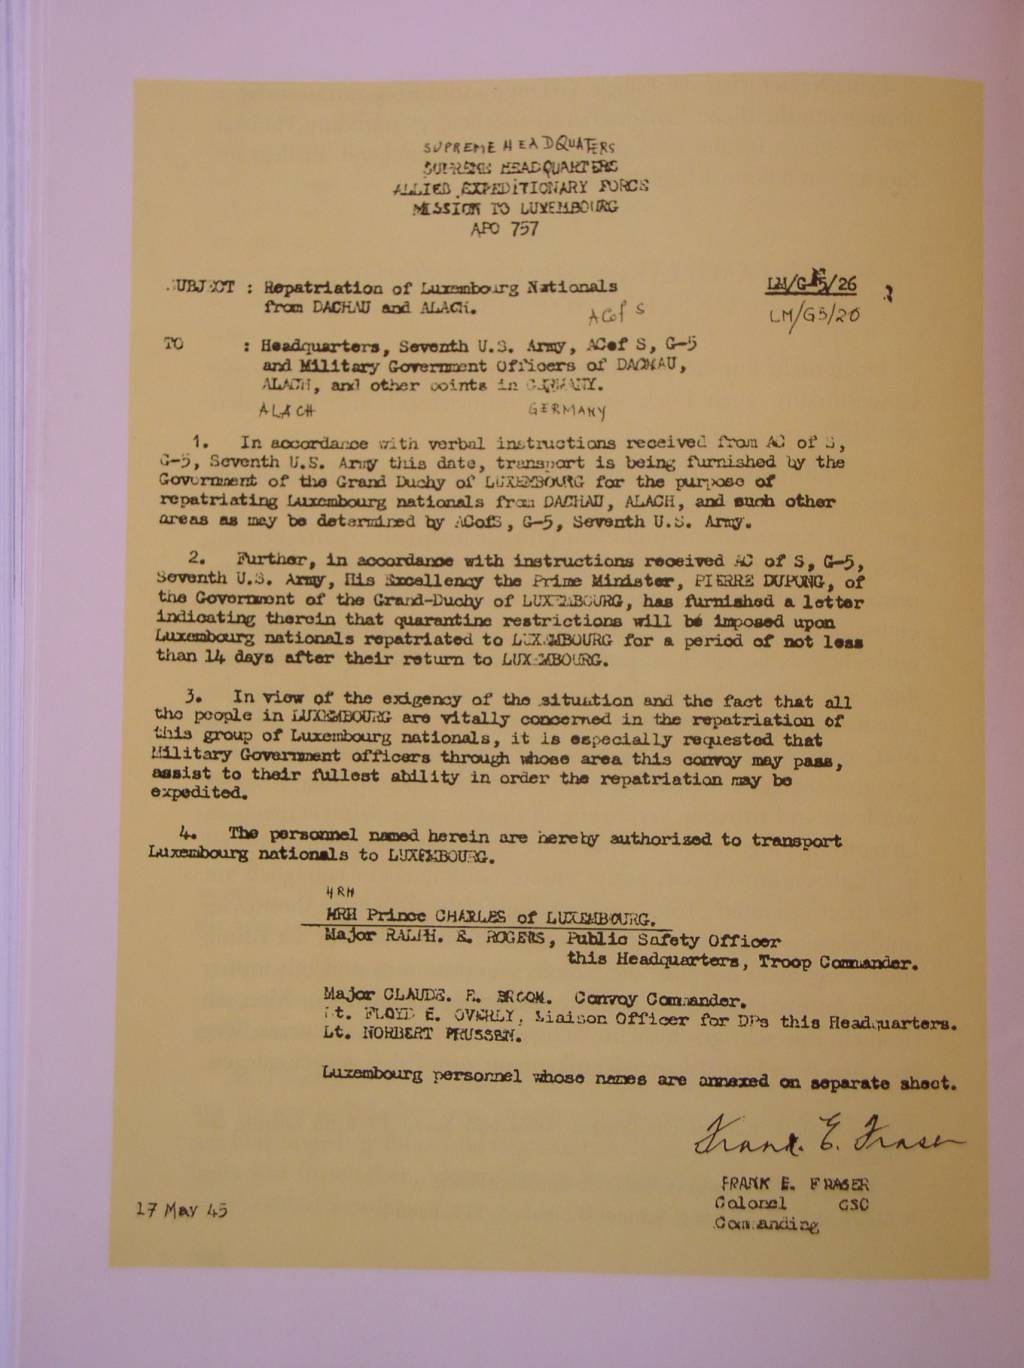 SUPREME HEADQUATERS
SUPREME HEADQUARTERS
ALLIED EXPEDITIONARY FORCE
MISSION TO LUXEMBOURG
APO 757
SUBJECT : Repatriation of Luxembourg Nationals
from DACHAU and ALACH.
LM/G-5/26
LM/G5/20
ACof S
TO : Headquarters, Seventh U.S. Army, ACof S, G-5
and Military Government Officers of DACHAU,
ALACH, and other points in GERMANY.
ALACH GERMANY
1. In accordance with verbal instructions received from AC of S,
G-5, Seventh U.S. Army this date, transport is being furnished by the
Government of the Grand Duchy of LUXEMBOURG for the purpose of
repatriating Luxembourg nationals from DACHAU, ALACH, and such other
areas as may be determined by ACofS, G-5, Seventh U.S. Army.
2. Further, in accordance with instructions received AC of S, G-5,
Seventh U.S. Army, His Excellency the Prime Minister, PIERRE DUPONG, of
the Government of the Grand-Duchy of LUXEMBOURG, has furnished a letter
indicating therein that quarantine restrictions will be imposed upon
Luxembourg nationals repatriated to LUXEMBOURG for a period of not less
than 14 days after their return to LUXEMBOURG.
3. In view of the exigency of the situation and the fact that all
the people in LUXEMBOURG are vitally concerned in the repatriation of
this group of Luxembourg nationals, it is especially requested that
Military Government officers through whose area this convoy may pass,
assist to their fullest ability in order the repatriation may be
expedited.
4. The personnel named herein are hereby authorized to transport
Luxembourg nationals to LUXEMBOURG.
HRH
HRH Prince CHARLES of LUXEMBOURG.
Major RALPH. E. ROGERS, Public Safety Officer
this Headquarters, Troop Commander.
Major CLAUDE. E. BROOM. Convoy Commander.
Lt. FLOYD E. OVERLY, Liaison Officer for DPs this Headquarters.
Lt. NORBERT PRUSSEN.
Luxembourg personnel whose names are annexed on separate sheet.
Frank. E. Fraser
FRANK E. FRASER
Colonel GSC
Commanding
17 May 45